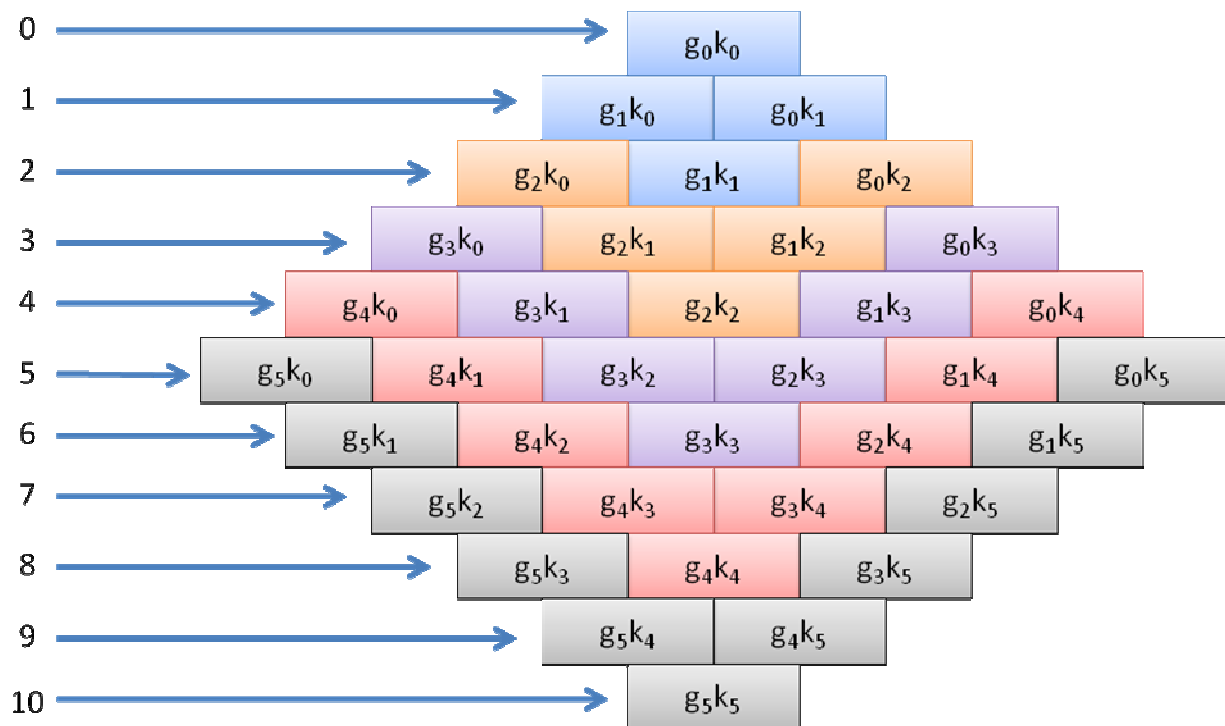 0 g₀k₀
1 g₁k₀ g₀k₁
2 g₂k₀ g₁k₁ g₀k₂
3 g₃k₀ g₂k₁ g₁k₂ g₀k₃
4 g₄k₀ g₃k₁ g₂k₂ g₁k₃ g₀k₄
5 g₅k₀ g₄k₁ g₃k₂ g₂k₃ g₁k₄ g₀k₅
6 g₅k₁ g₄k₂ g₃k₃ g₂k₄ g₁k₅
7 g₅k₂ g₄k₃ g₃k₄ g₂k₅
8 g₅k₃ g₄k₄ g₃k₅
9 g₅k₄ g₄k₅
10 g₅k₅